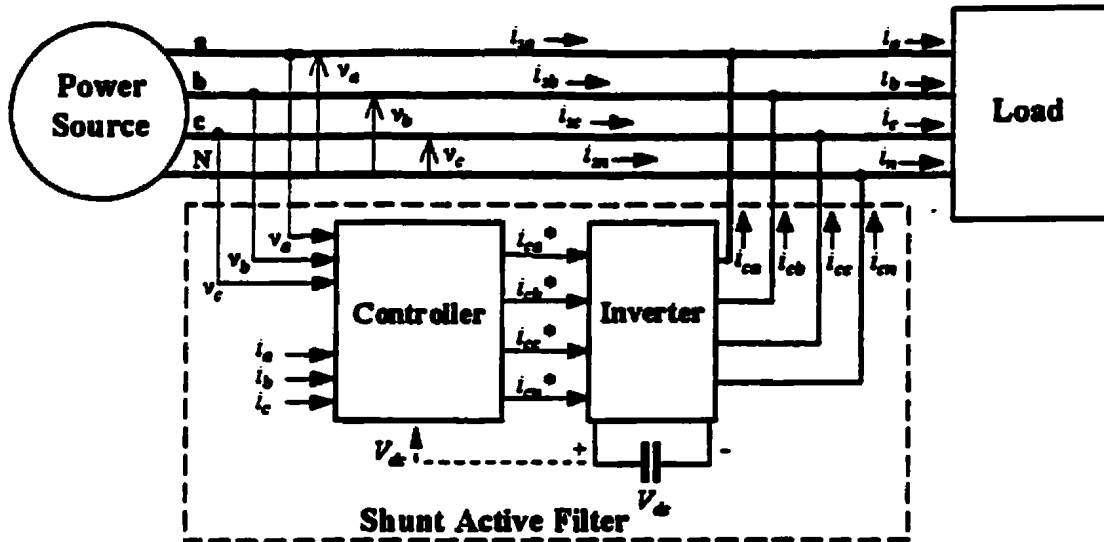 Power
Source
a
b
c
N
v_a
v_b
v_c
i_sa
i_sb
i_sc
i_sn
i_a
i_b
i_c
i_n
Load
v_a
v_b
v_c
i_a
i_b
i_c
Controller
i_ca*
i_cb*
i_cc*
i_cn*
Inverter
i_ca
i_cb
i_cc
i_cn
V_dc
+
-
V_dc
Shunt Active Filter